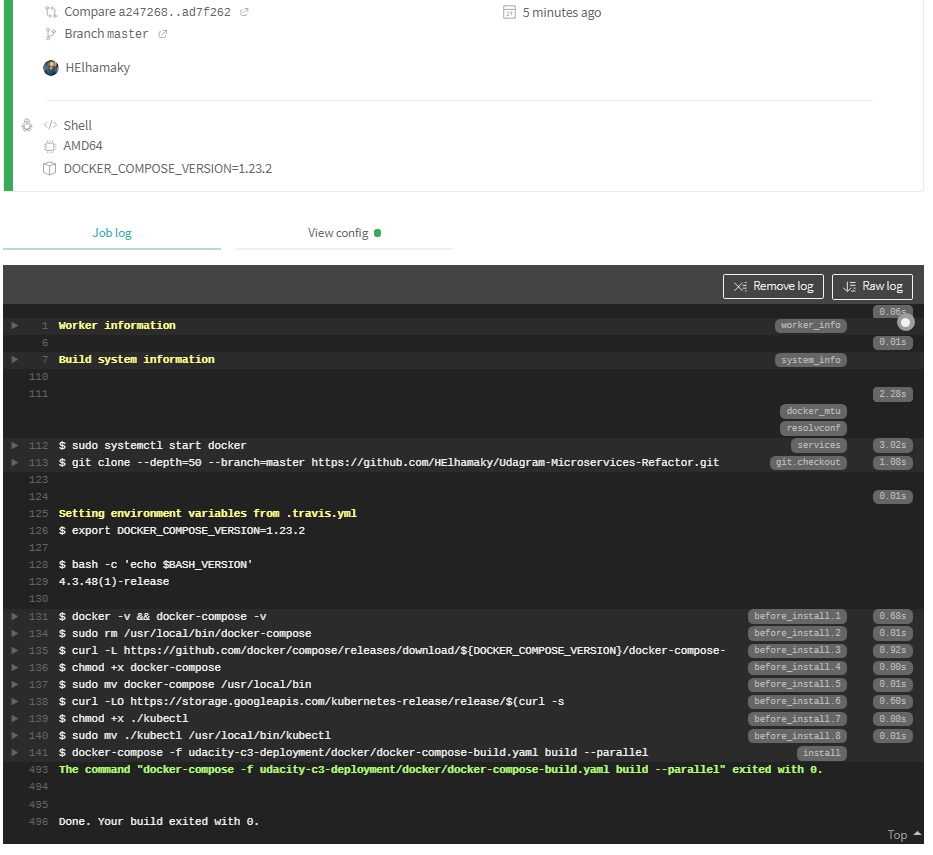 Compare a247268..ad7f262
5 minutes ago
Branch master
HElhamaky
Shell
AMD64
DOCKER_COMPOSE_VERSION=1.23.2
Job log
View config
Remove log
Raw log
0.06s
1 Worker information worker_info
6 0.01s
7 Build system information system_info
110
111 2.28s
docker_mtu
resolvconf
112 $ sudo systemctl start docker services 3.02s
113 $ git clone --depth=50 --branch=master https://github.com/HElhamaky/Udagram-Microservices-Refactor.git git.checkout 1.08s
123
124 0.01s
125 Setting environment variables from .travis.yml
126 $ export DOCKER_COMPOSE_VERSION=1.23.2
127
128 $ bash -c 'echo $BASH_VERSION'
129 4.3.48(1)-release
130
131 $ docker -v && docker-compose -v before_install.1 0.68s
134 $ sudo rm /usr/local/bin/docker-compose before_install.2 0.01s
135 $ curl -L https://github.com/docker/compose/releases/download/${DOCKER_COMPOSE_VERSION}/docker-compose- before_install.3 0.92s
136 $ chmod +x docker-compose before_install.4 0.00s
137 $ sudo mv docker-compose /usr/local/bin before_install.5 0.01s
138 $ curl -LO https://storage.googleapis.com/kubernetes-release/release/$(curl -s before_install.6 0.60s
139 $ chmod +x ./kubectl before_install.7 0.00s
140 $ sudo mv ./kubectl /usr/local/bin/kubectl before_install.8 0.01s
141 $ docker-compose -f udacity-c3-deployment/docker/docker-compose-build.yaml build --parallel install
493 The command "docker-compose -f udacity-c3-deployment/docker/docker-compose-build.yaml build --parallel" exited with 0.
494
495
496 Done. Your build exited with 0.
Top